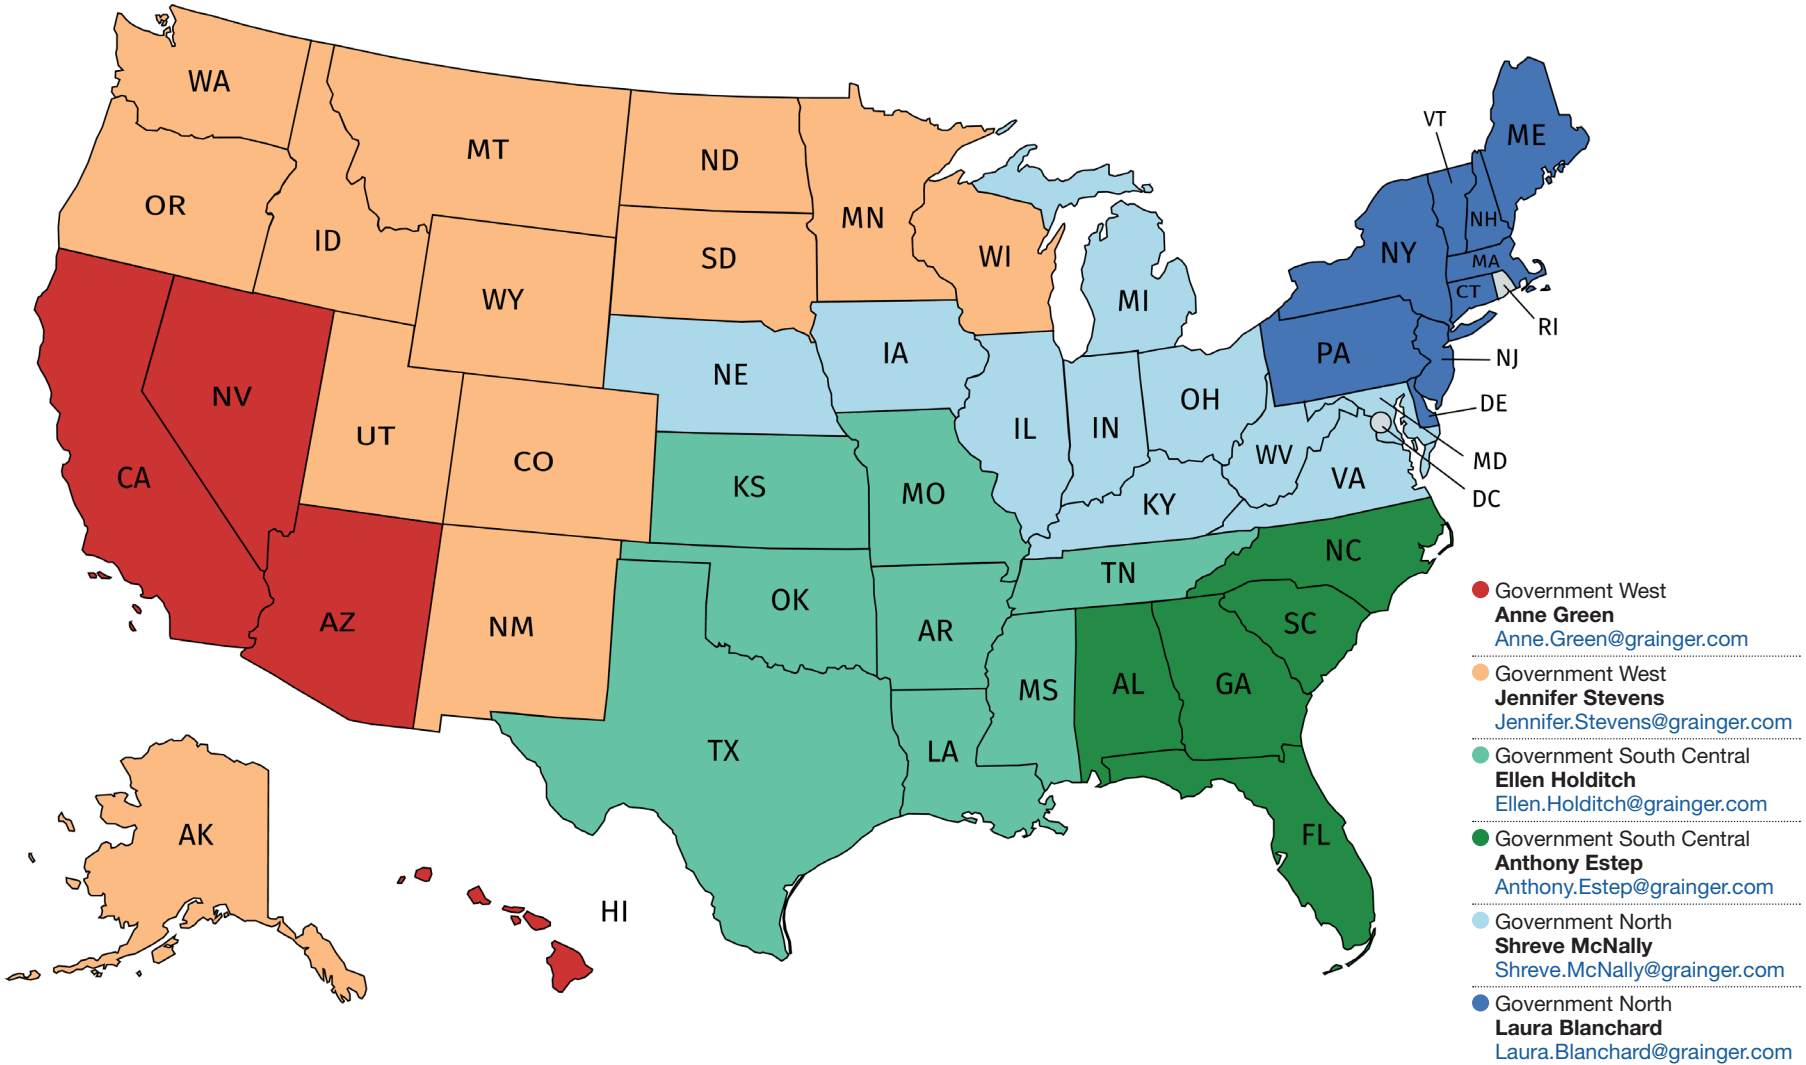 WA
MT
ND
MN
OR
ID
SD
WI
WY
MI
VT
ME
NH
NY
MA
CT
RI
NJ
PA
DE
MD
DC
NV
UT
CO
CA
NE
IA
IL
IN
OH
WV
VA
KY
KS
MO
TN
NC
AZ
NM
OK
AR
SC
MS
AL
GA
TX
LA
FL
AK
HI
Government West
Anne Green
Anne.Green@grainger.com
Government West
Jennifer Stevens
Jennifer.Stevens@grainger.com
Government South Central
Ellen Holditch
Ellen.Holditch@grainger.com
Government South Central
Anthony Estep
Anthony.Estep@grainger.com
Government North
Shreve McNally
Shreve.McNally@grainger.com
Government North
Laura Blanchard
Laura.Blanchard@grainger.com